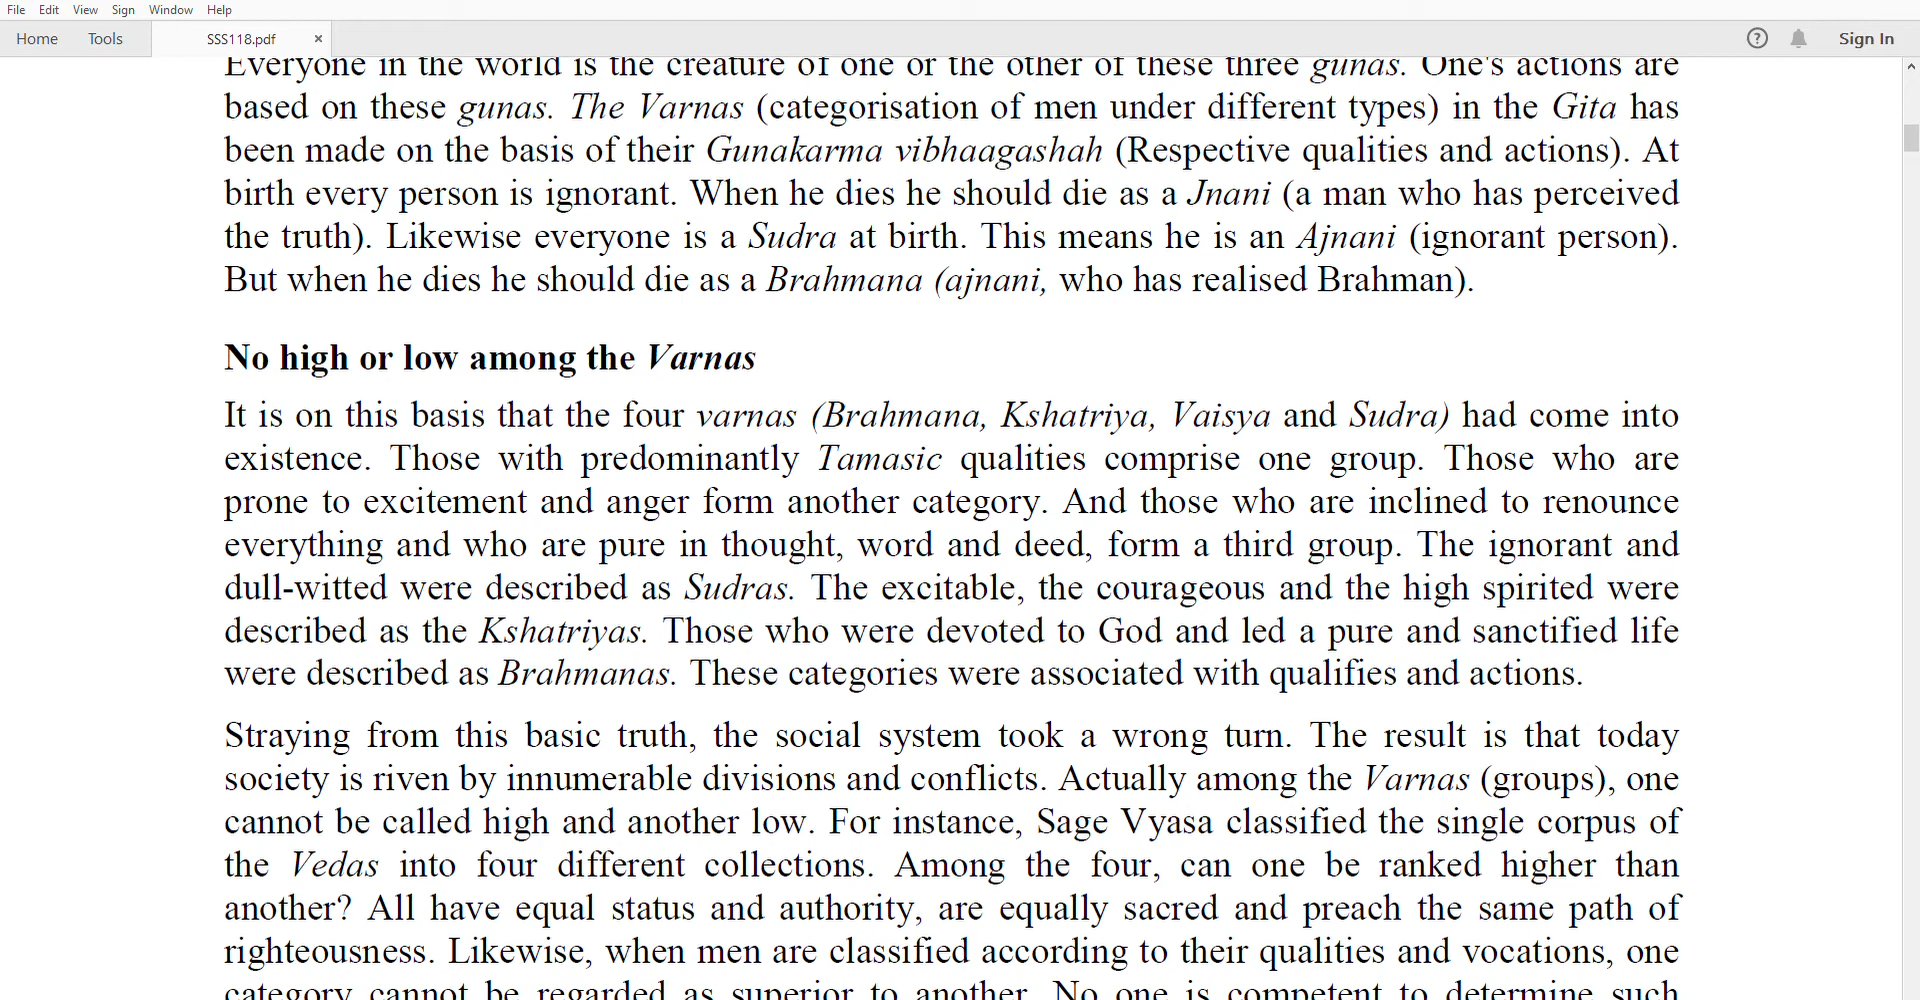 File Edit View Sign Window Help
Home Tools SSS118.pdf × ? Sign In
Everyone in the world is the creature of one or the other of these three gunas. One's actions are
based on these gunas. The Varnas (categorisation of men under different types) in the Gita has
been made on the basis of their Gunakarma vibhaagashah (Respective qualities and actions). At
birth every person is ignorant. When he dies he should die as a Jnani (a man who has perceived
the truth). Likewise everyone is a Sudra at birth. This means he is an Ajnani (ignorant person).
But when he dies he should die as a Brahmana (ajnani, who has realised Brahman).
No high or low among the Varnas
It is on this basis that the four varnas (Brahmana, Kshatriya, Vaisya and Sudra) had come into
existence. Those with predominantly Tamasic qualities comprise one group. Those who are
prone to excitement and anger form another category. And those who are inclined to renounce
everything and who are pure in thought, word and deed, form a third group. The ignorant and
dull-witted were described as Sudras. The excitable, the courageous and the high spirited were
described as the Kshatriyas. Those who were devoted to God and led a pure and sanctified life
were described as Brahmanas. These categories were associated with qualifies and actions.
Straying from this basic truth, the social system took a wrong turn. The result is that today
society is riven by innumerable divisions and conflicts. Actually among the Varnas (groups), one
cannot be called high and another low. For instance, Sage Vyasa classified the single corpus of
the Vedas into four different collections. Among the four, can one be ranked higher than
another? All have equal status and authority, are equally sacred and preach the same path of
righteousness. Likewise, when men are classified according to their qualities and vocations, one
category cannot be regarded as superior to another. No one is competent to determine such